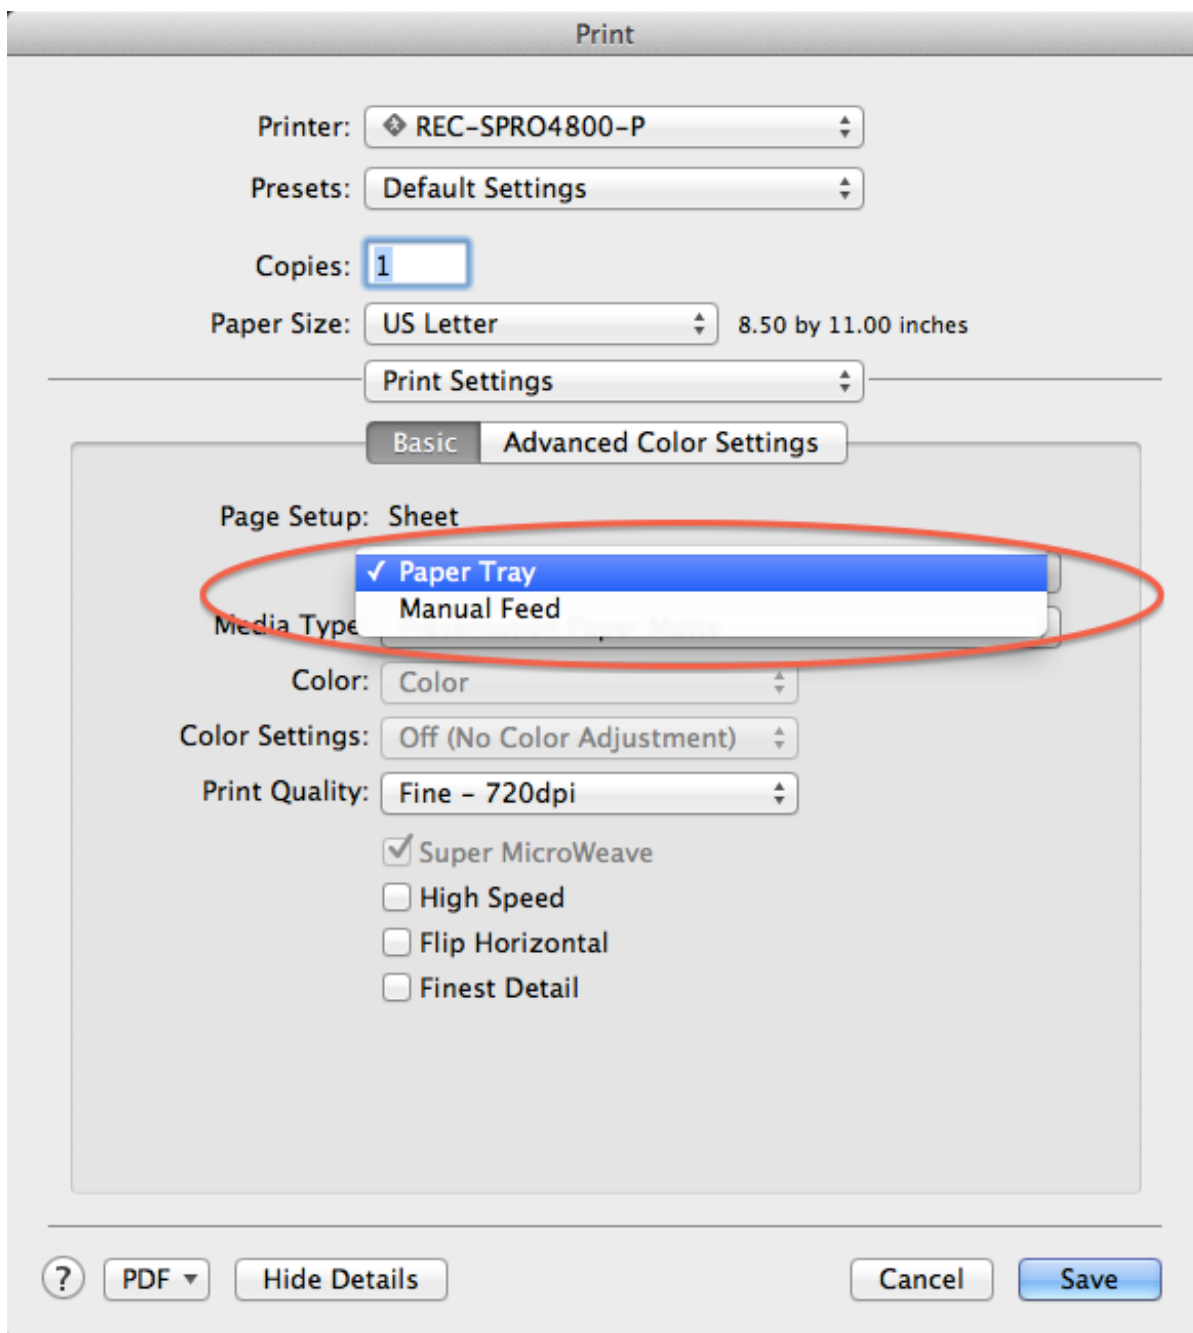 Print
Printer: REC-SPRO4800-P
Presets: Default Settings
Copies: 1
Paper Size: US Letter 8.50 by 11.00 inches
Print Settings
Basic Advanced Color Settings
Page Setup: Sheet
✓ Paper Tray
Manual Feed
Media Type Presentation Paper Matte
Color: Color
Color Settings: Off (No Color Adjustment)
Print Quality: Fine – 720dpi
Super MicroWeave
High Speed
Flip Horizontal
Finest Detail
? PDF Hide Details Cancel Save